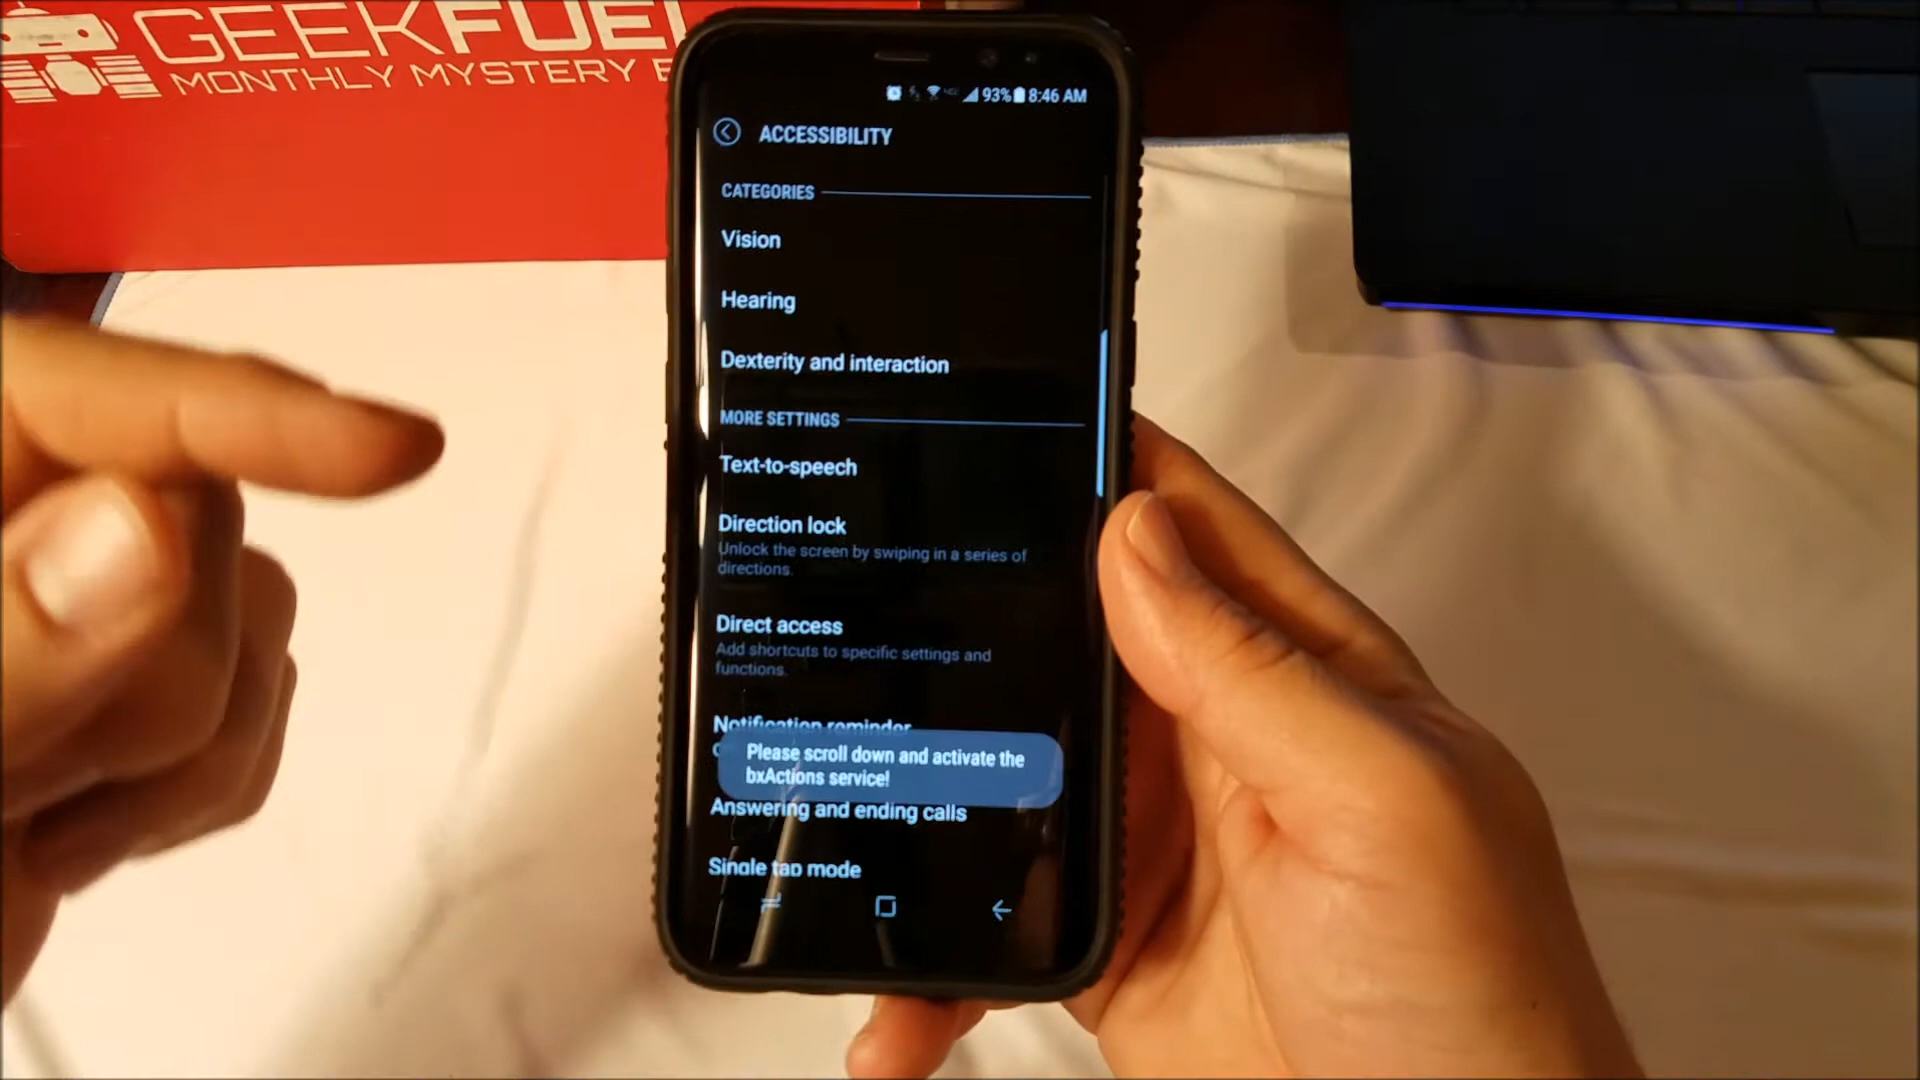 GEEKFUEL
MONTHLY MYSTERY
93% 8:46 AM
ACCESSIBILITY
CATEGORIES
Vision
Hearing
Dexterity and interaction
MORE SETTINGS
Text-to-speech
Direction lock
Unlock the screen by swiping in a series of
directions.
Direct access
Add shortcuts to specific settings and
functions.
Notification reminder
Please scroll down and activate the
bxActions service!
Answering and ending calls
Single tap mode